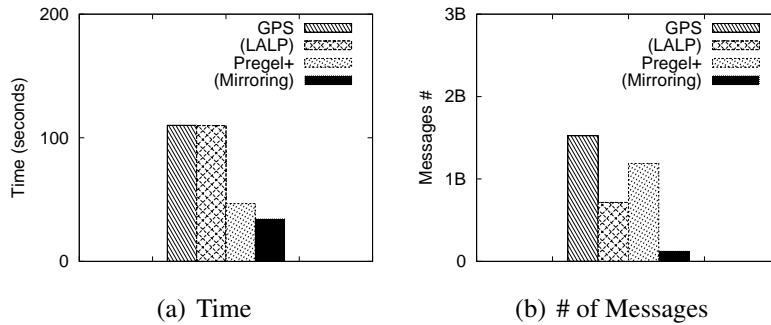 200
100
0
Time (seconds)
GPS
(LALP)
Pregel+
(Mirroring)
(a) Time
3B
2B
1B
0
Messages #
GPS
(LALP)
Pregel+
(Mirroring)
(b) # of Messages